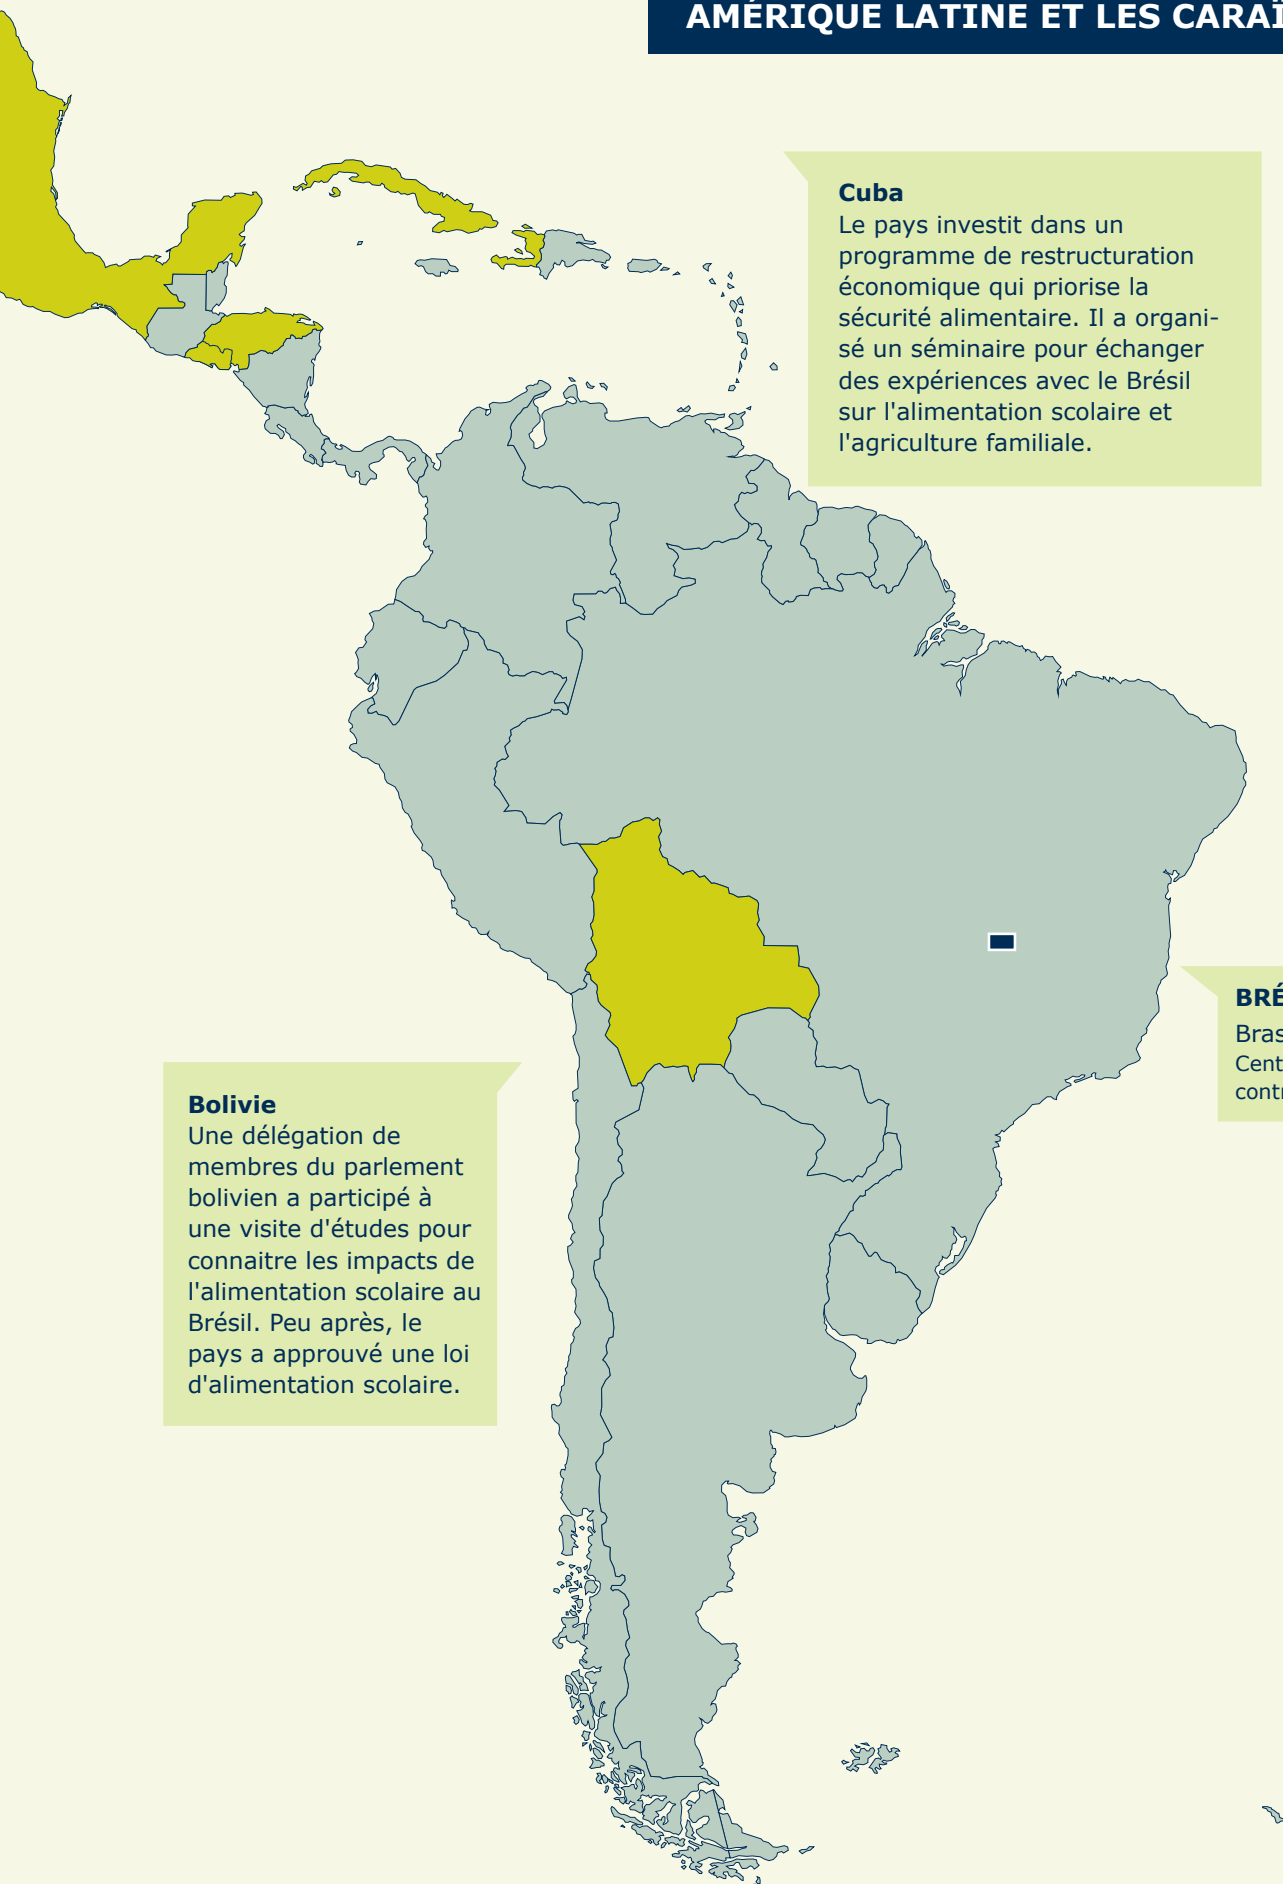 AMÉRIQUE LATINE ET LES CARAÏ
Cuba
Le pays investit dans un
programme de restructuration
économique qui priorise la
sécurité alimentaire. Il a organi-
sé un séminaire pour échanger
des expériences avec le Brésil
sur l'alimentation scolaire et
l'agriculture familiale.
BRÉ
Bras
Cent
contr
Bolivie
Une délégation de
membres du parlement
bolivien a participé à
une visite d'études pour
connaitre les impacts de
l'alimentation scolaire au
Brésil. Peu après, le
pays a approuvé une loi
d'alimentation scolaire.